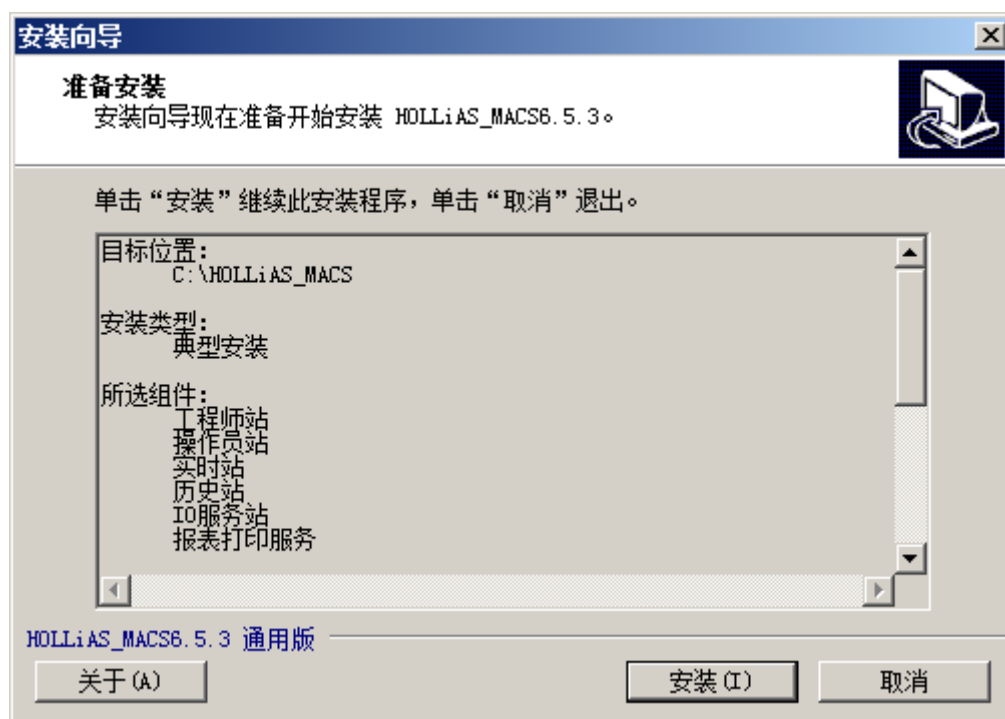 安装向导
准备安装
安装向导现在准备开始安装 HOLLiAS_MACS6.5.3。
单击“安装”继续此安装程序,单击“取消”退出。
目标位置:
C:\HOLLiAS_MACS
安装类型:
典型安装
所选组件:
工程师站
操作员站
实时站
历史站
IO服务站
报表打印服务
HOLLiAS_MACS6.5.3 通用版
关于(A)
安装(I)
取消